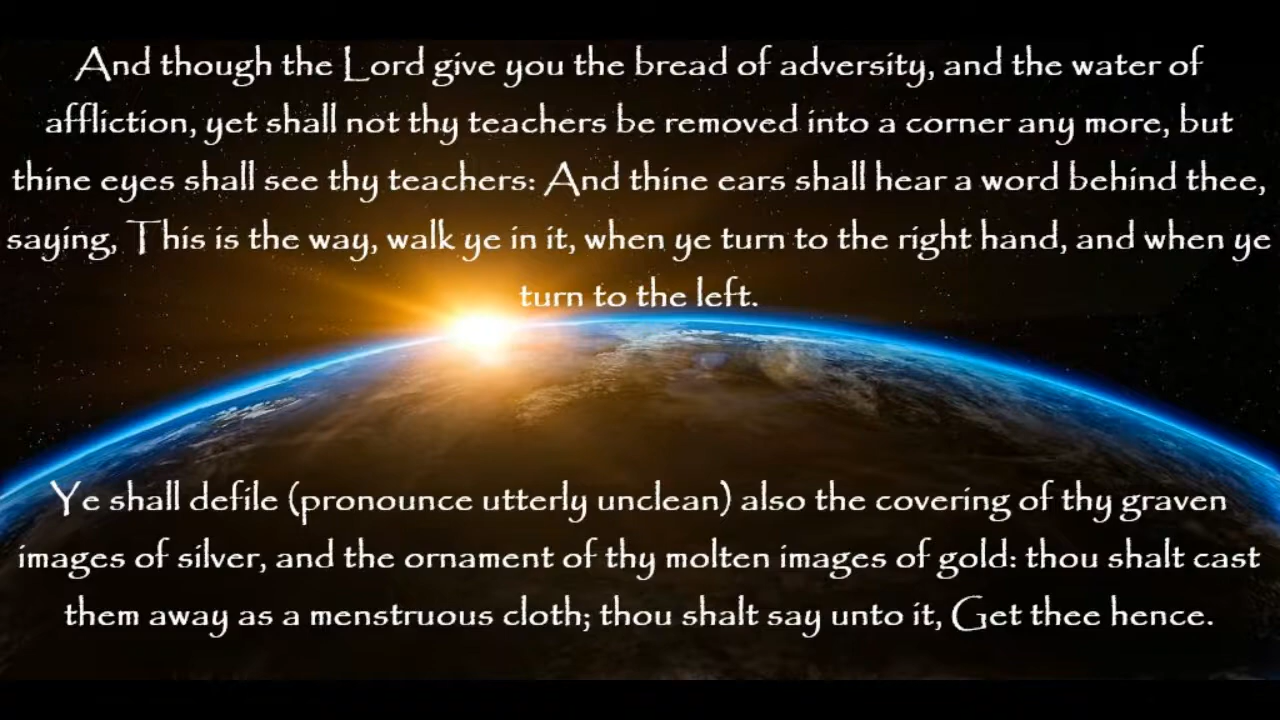 And though the Lord give you the bread of adversity, and the water of
affliction, yet shall not thy teachers be removed into a corner any more, but
thine eyes shall see thy teachers: And thine ears shall hear a word behind thee,
saying, This is the way, walk ye in it, when ye turn to the right hand, and when ye
turn to the left.
Ye shall defile (pronounce utterly unclean) also the covering of thy graven
images of silver, and the ornament of thy molten images of gold: thou shalt cast
them away as a menstruous cloth; thou shalt say unto it, Get thee hence.